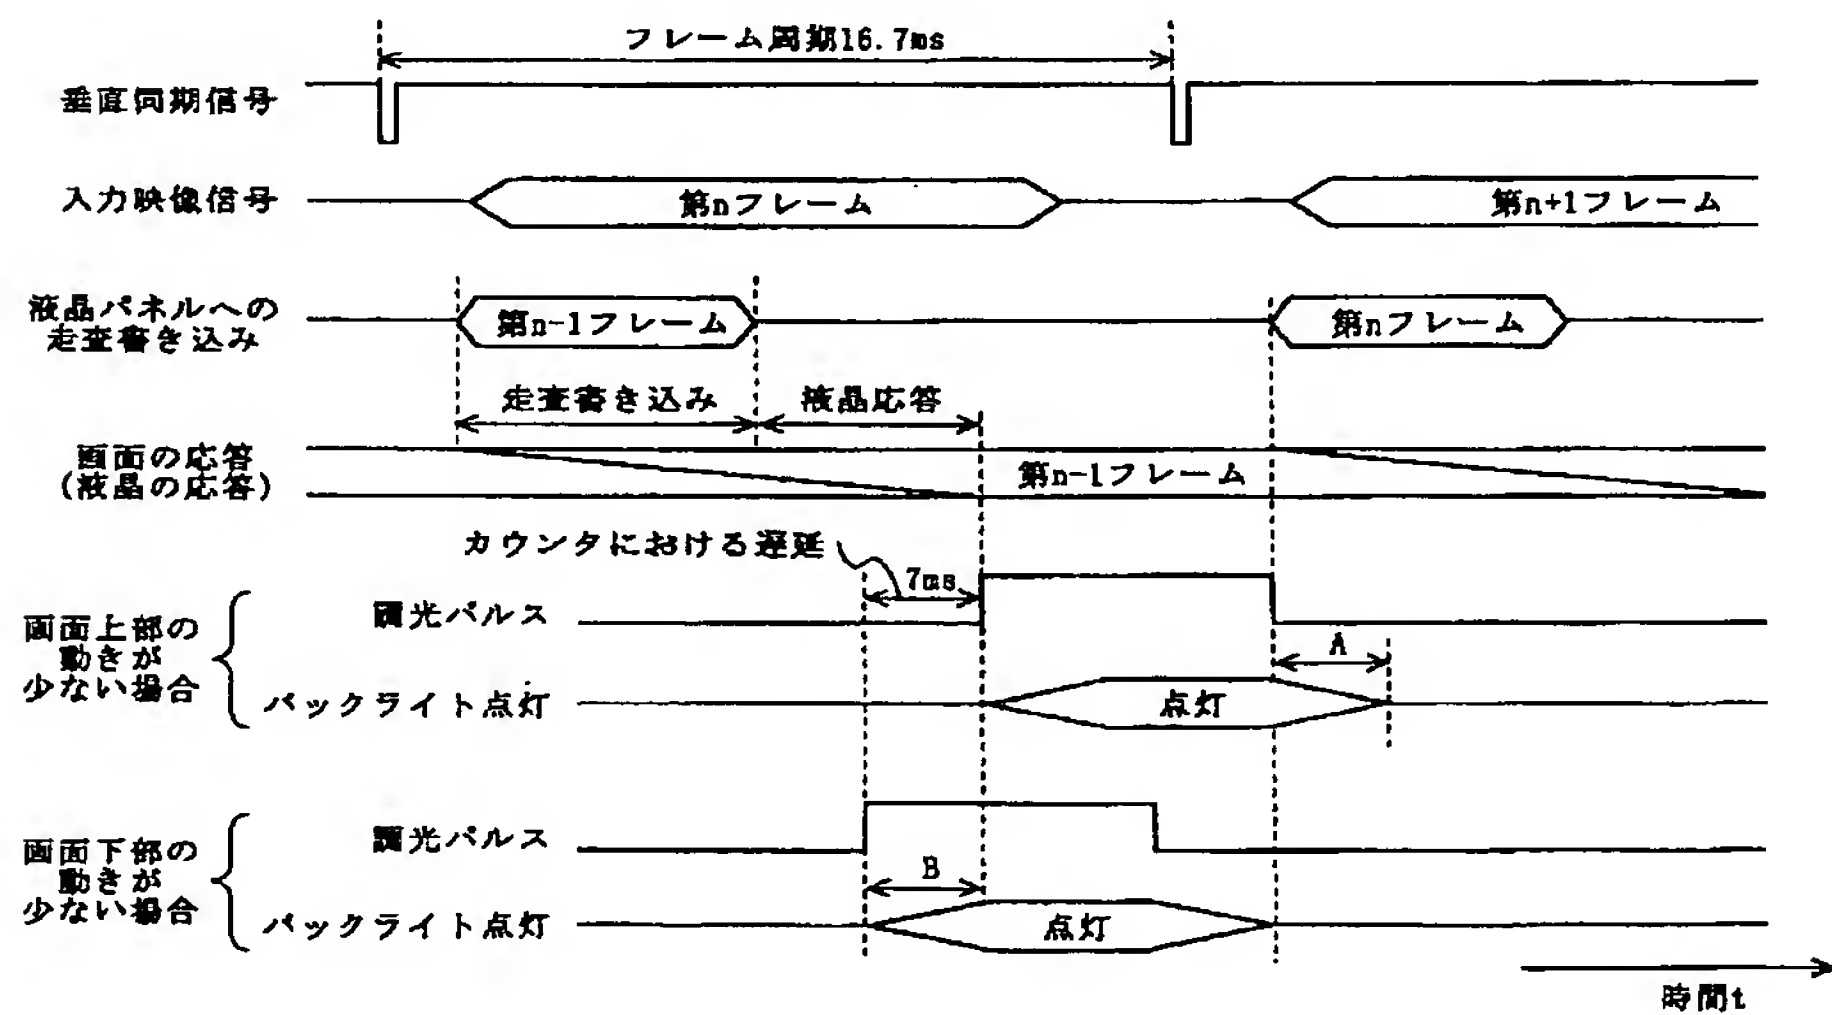 フレーム周期16.7ms
垂直同期信号
入力映像信号
第nフレーム
第n+1フレーム
液晶パネルへの
走査書き込み
第n-1フレーム
第nフレーム
走査書き込み
液晶応答
画面の応答
(液晶の応答)
第n-1フレーム
カウンタにおける遅延
7ms
画面上部の
動きが
少ない場合
調光パルス
A
バックライト点灯
点灯
画面下部の
動きが
少ない場合
調光パルス
B
バックライト点灯
点灯
時間t